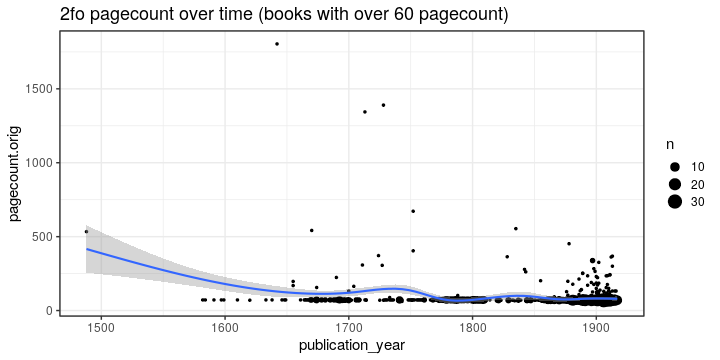 2fo pagecount over time (books with over 60 pagecount)
pagecount.orig
1500
1000
500
0
1500 1600 1700 1800 1900
publication_year
n
10
20
30